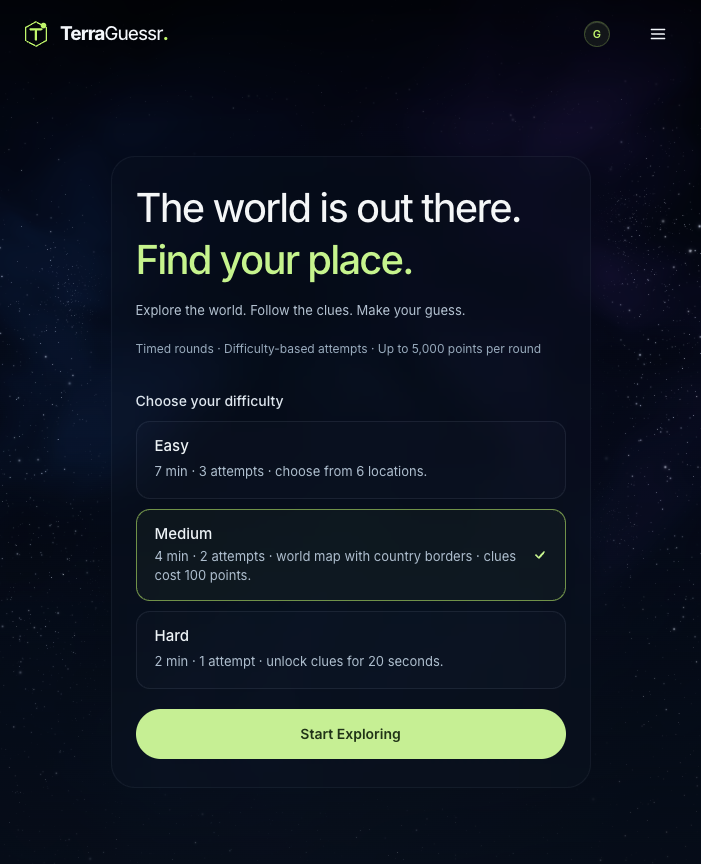 TerraGuessr.
G
The world is out there.
Find your place.
Explore the world. Follow the clues. Make your guess.
Timed rounds · Difficulty-based attempts · Up to 5,000 points per round
Choose your difficulty
Easy
7 min · 3 attempts · choose from 6 locations.
Medium
4 min · 2 attempts · world map with country borders · clues
cost 100 points.
Hard
2 min · 1 attempt · unlock clues for 20 seconds.
Start Exploring